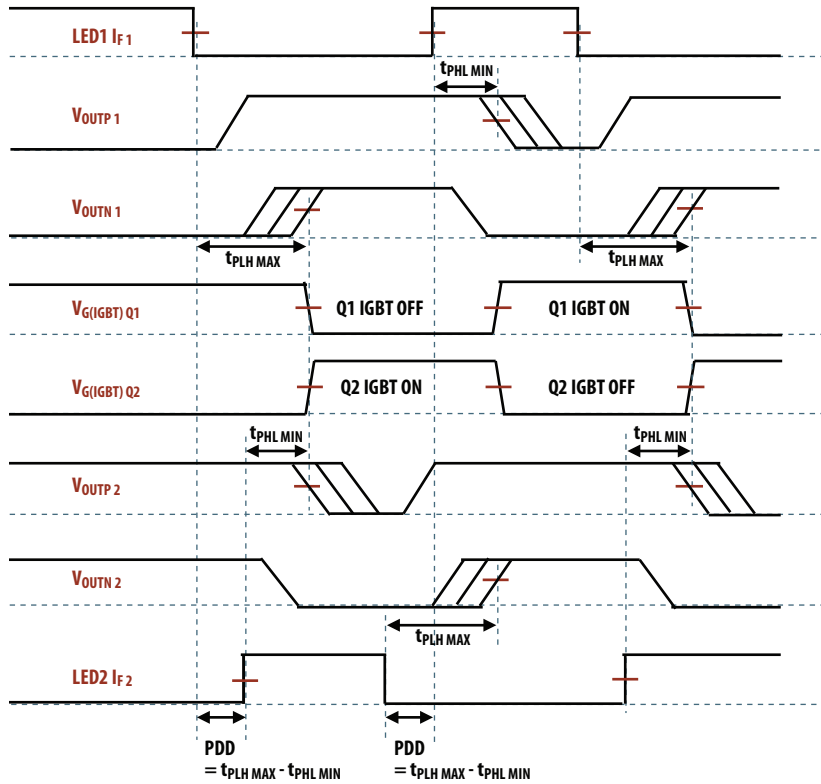 LED1 IF 1
tPHL MIN
VOUTP 1
VOUTN 1
tPLH MAX
tPLH MAX
VG(IGBT) Q1
Q1 IGBT OFF
Q1 IGBT ON
VG(IGBT) Q2
Q2 IGBT ON
Q2 IGBT OFF
tPHL MIN
tPHL MIN
VOUTP 2
VOUTN 2
tPLH MAX
LED2 IF 2
PDD
= tPLH MAX - tPHL MIN
PDD
= tPLH MAX - tPHL MIN